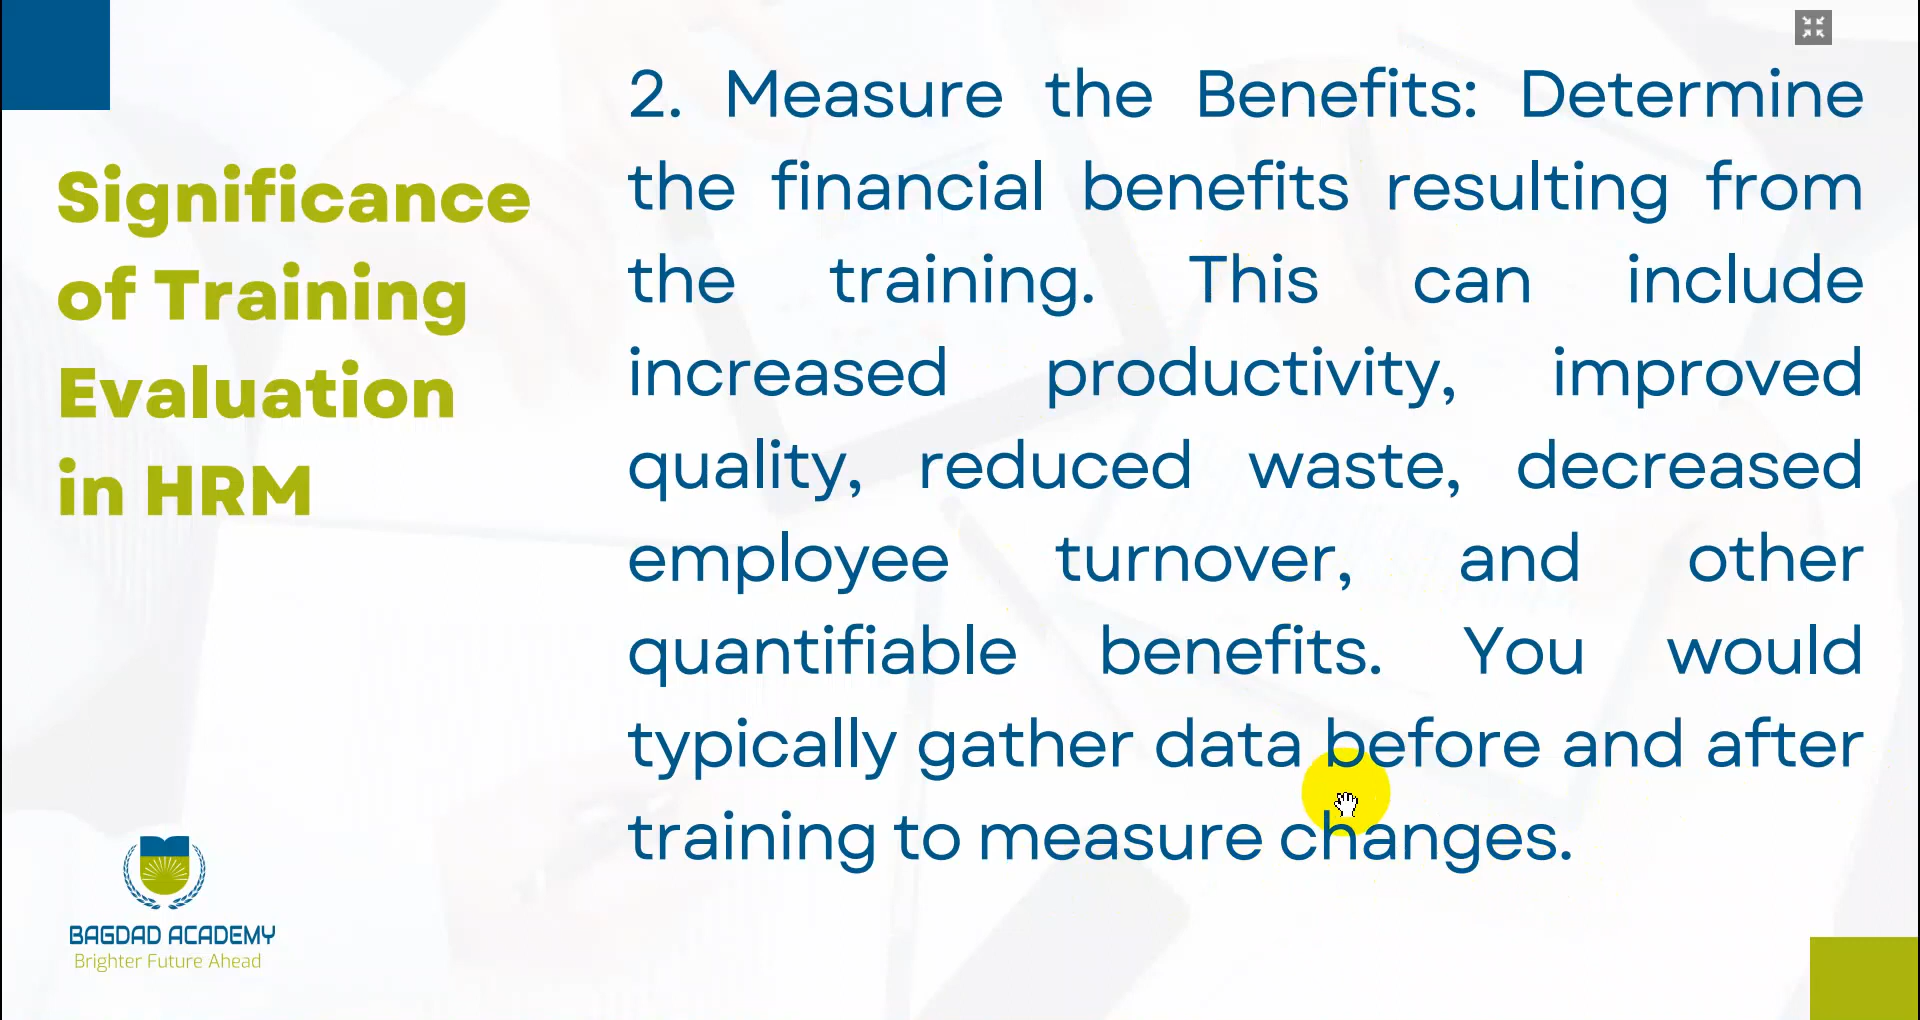 Significance
of Training
Evaluation
in HRM
2. Measure the Benefits: Determine
the financial benefits resulting from
the training. This can include
increased productivity, improved
quality, reduced waste, decreased
employee turnover, and other
quantifiable benefits. You would
typically gather data before and after
training to measure changes.
BAGDAD ACADEMY
Brighter Future Ahead